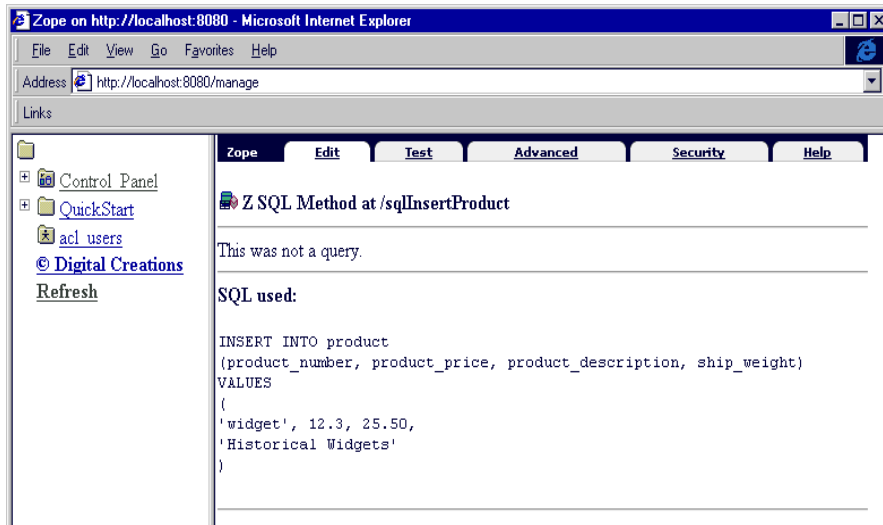 Zope on http://localhost:8080 - Microsoft Internet Explorer
File Edit View Go Favorites Help
Address http://localhost:8080/manage
Links
Control Panel
QuickStart
acl users
© Digital Creations
Refresh
Zope Edit Test Advanced Security Help
Z SQL Method at /sqlInsertProduct
This was not a query.
SQL used:
INSERT INTO product
(product_number, product_price, product_description, ship_weight)
VALUES
(
'widget', 12.3, 25.50,
'Historical Widgets'
)